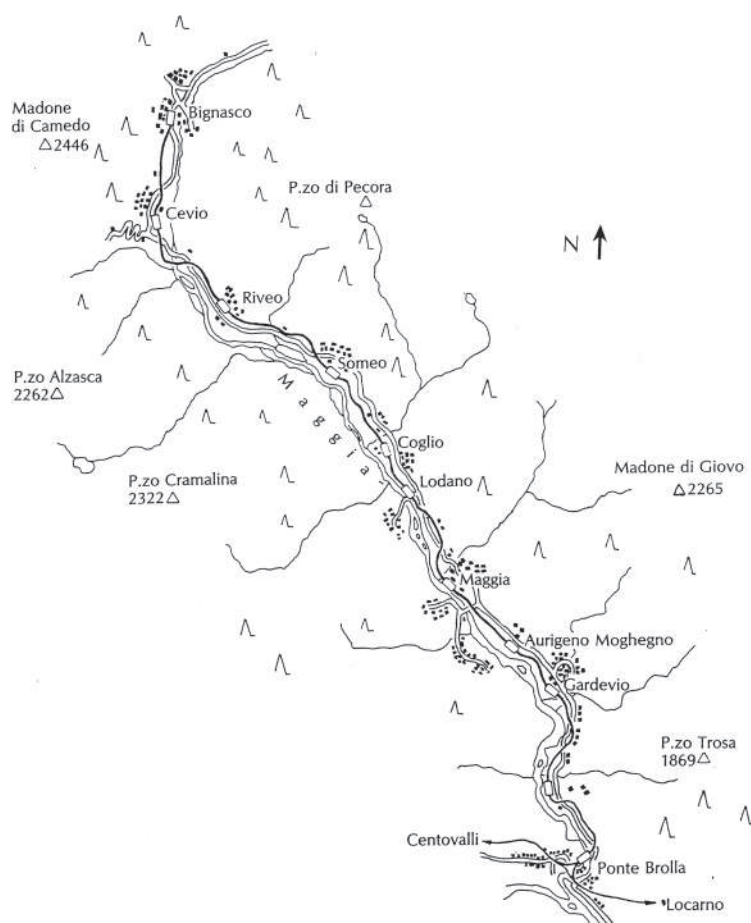 Madone
di Camedo
△2446
Bignasco
P.zo di Pecora
△
Cevio
N
Riveo
Someo
P.zo Alzasca
2262△
Maggia
Coglio
P.zo Cramalina
2322△
Lodano
Madone di Giovo
△2265
Maggia
Aurigeno Moghegno
Gardevio
P.zo Trosa
1869△
Centovalli
Ponte Brolla
Locarno